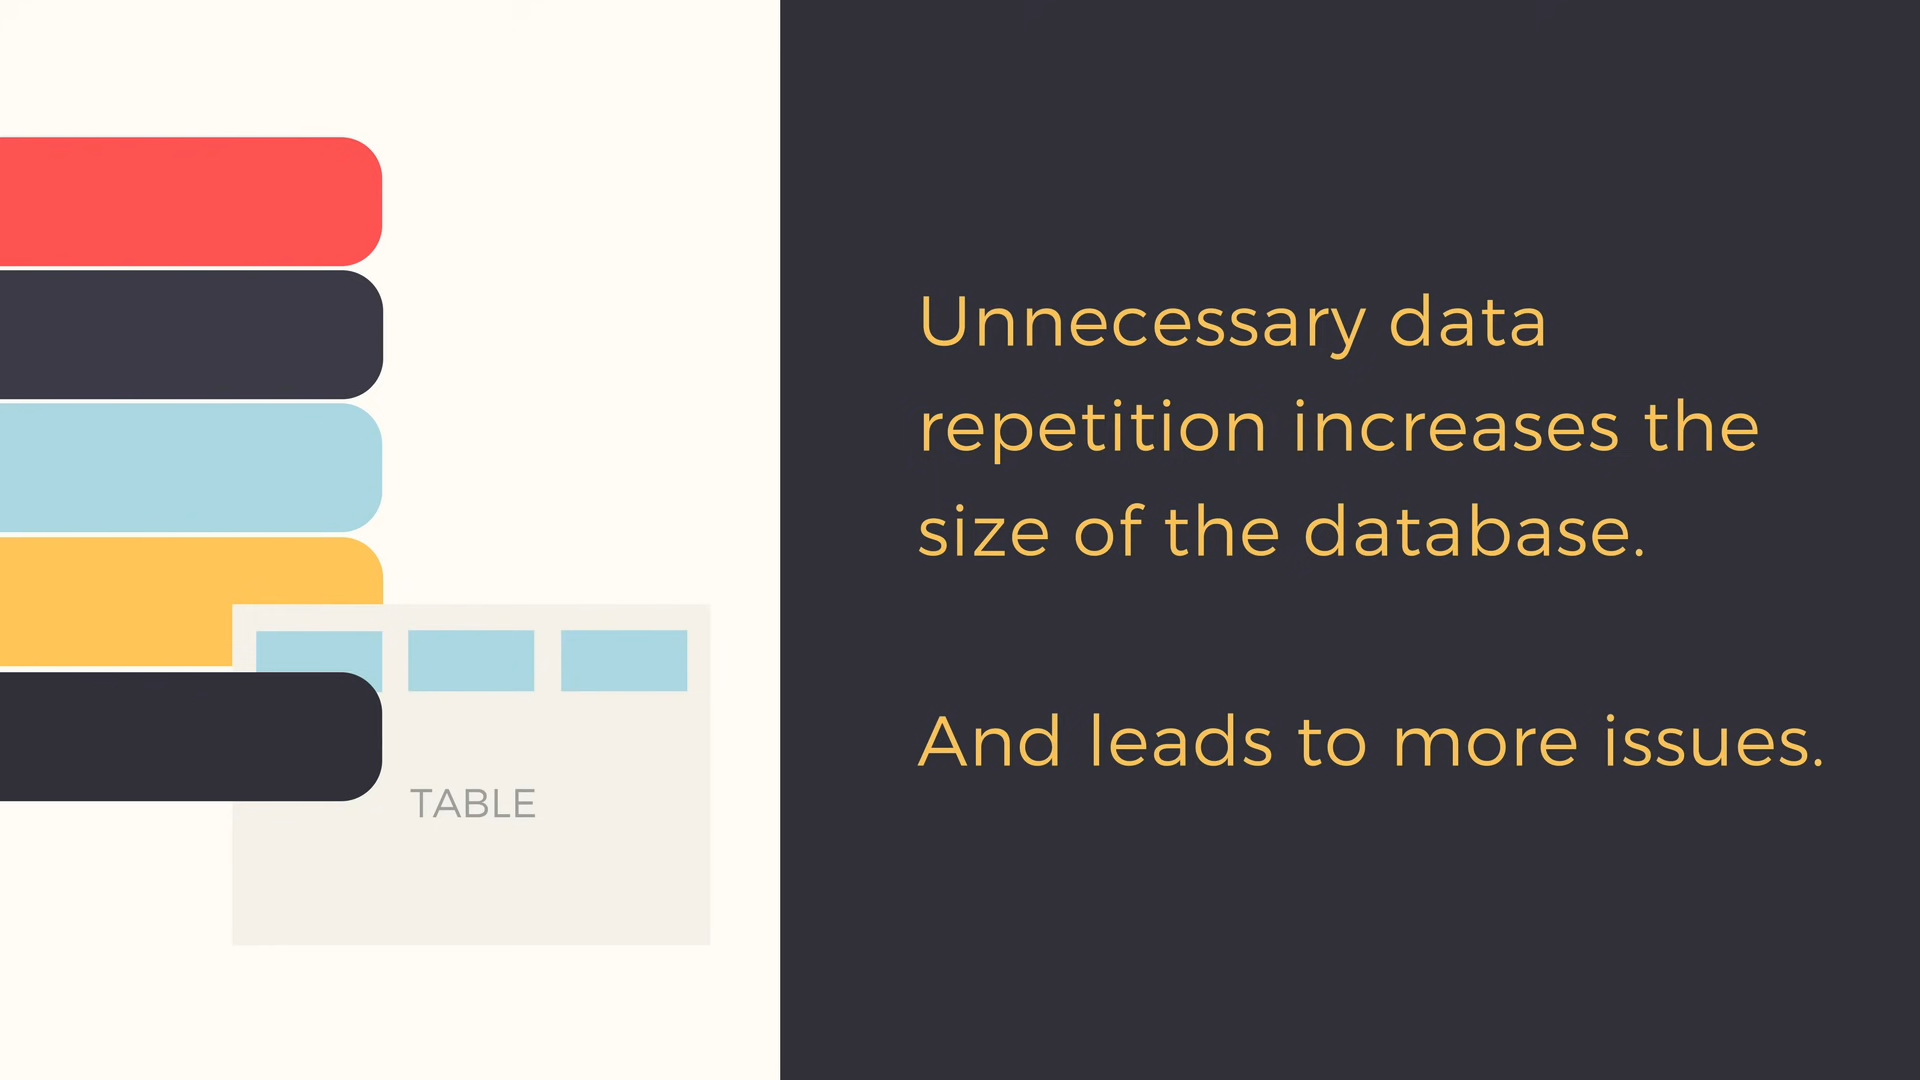 Unnecessary data
repetition increases the
size of the database.
And leads to more issues.
TABLE